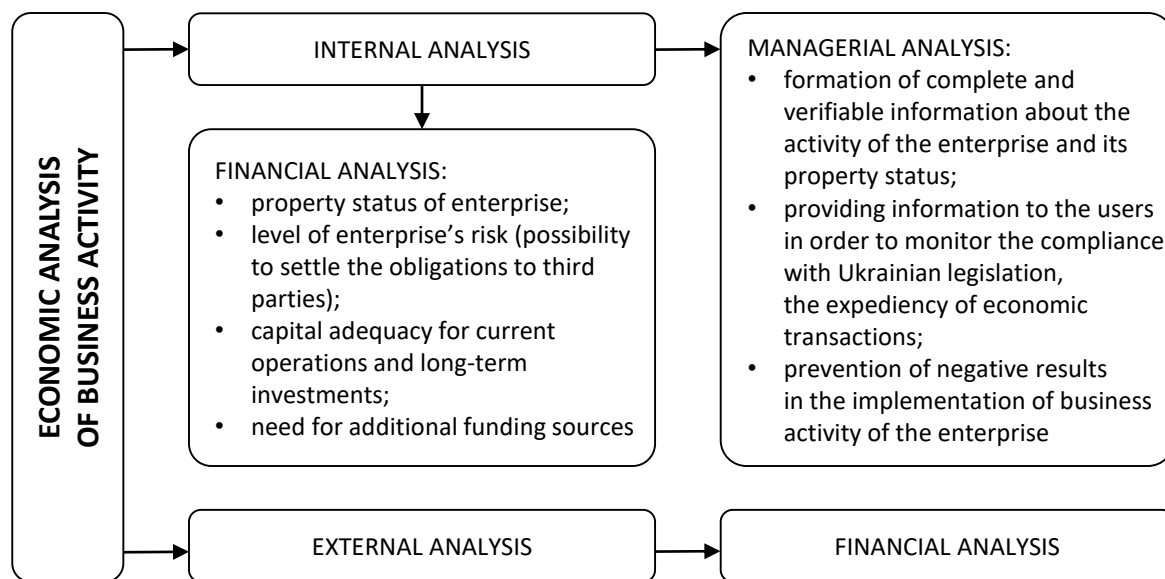 ECONOMIC ANALYSIS
OF BUSINESS ACTIVITY
INTERNAL ANALYSIS
FINANCIAL ANALYSIS:
• property status of enterprise;
• level of enterprise’s risk (possibility
to settle the obligations to third
parties);
• capital adequacy for current
operations and long-term
investments;
• need for additional funding sources
MANAGERIAL ANALYSIS:
• formation of complete and
verifiable information about the
activity of the enterprise and its
property status;
• providing information to the users
in order to monitor the compliance
with Ukrainian legislation,
the expediency of economic
transactions;
• prevention of negative results
in the implementation of business
activity of the enterprise
EXTERNAL ANALYSIS
FINANCIAL ANALYSIS